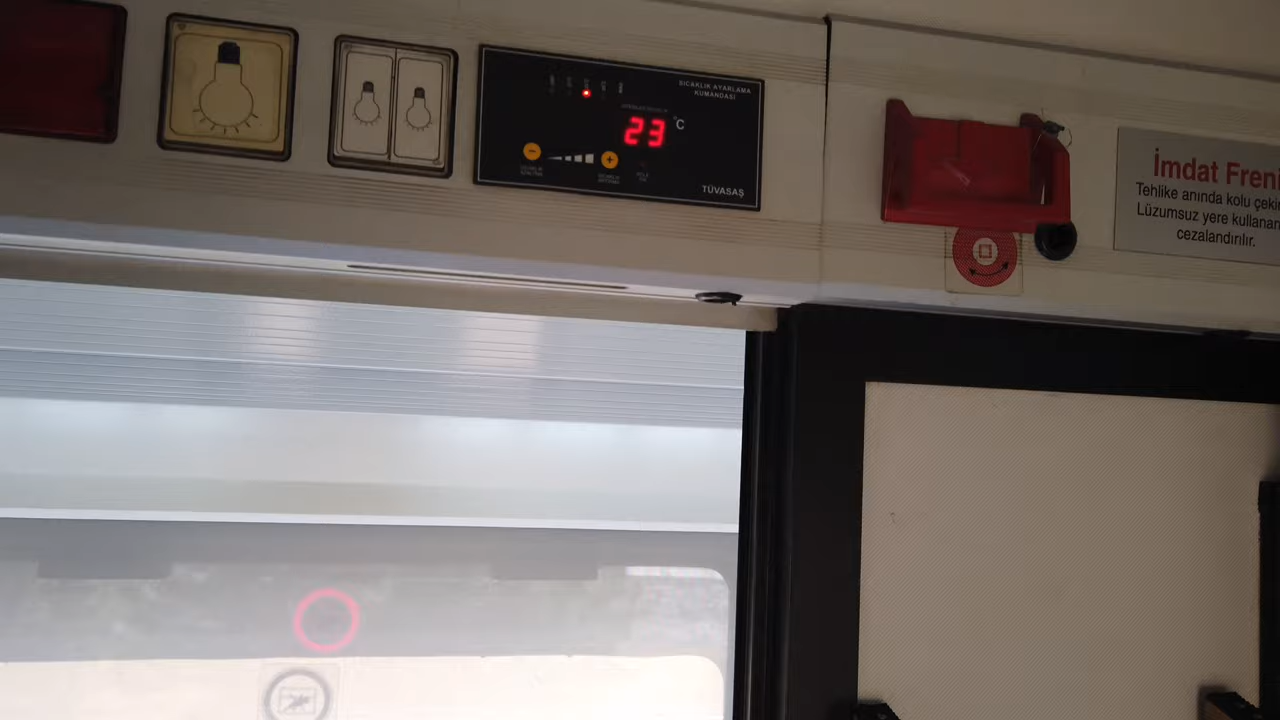 SICAKLIK AYARLAMA
KUMANDASI
23
°C
TÜVASAŞ
İmdat Freni
Tehlike anında kolu çekin
Lüzumsuz yere kullanan
cezalandırılır.